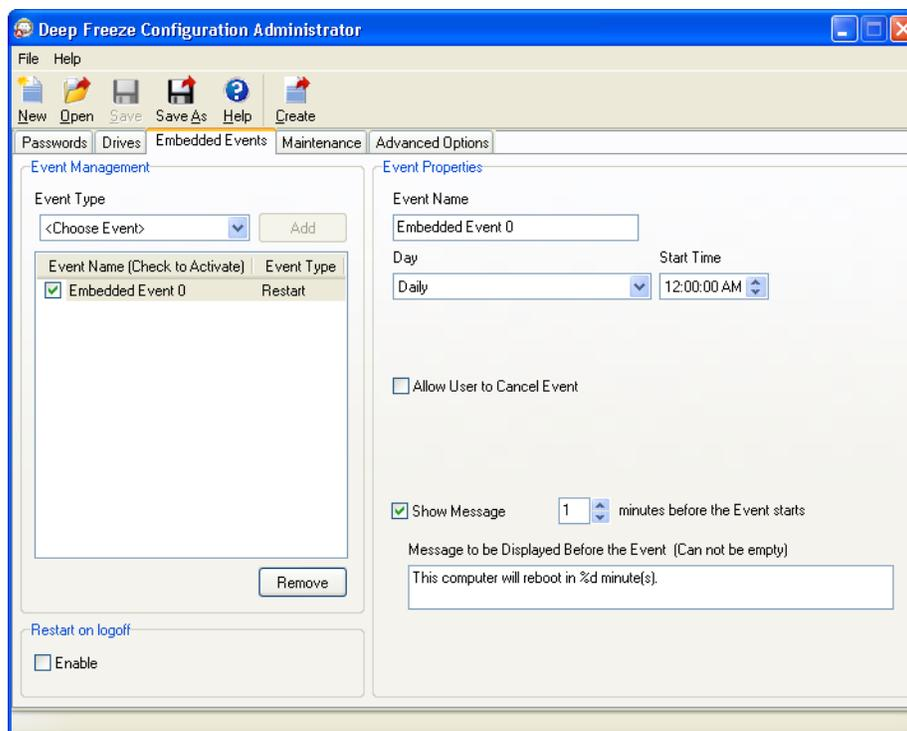 Deep Freeze Configuration Administrator
File Help
New Open Save Save As Help Create
Passwords Drives Embedded Events Maintenance Advanced Options
Event Management
Event Type
<Choose Event> Add
Event Name (Check to Activate) Event Type
Embedded Event 0 Restart
Remove
Restart on logoff
Enable
Event Properties
Event Name
Embedded Event 0
Day Start Time
Daily 12:00:00 AM
Allow User to Cancel Event
Show Message 1 minutes before the Event starts
Message to be Displayed Before the Event (Can not be empty)
This computer will reboot in %d minute(s).